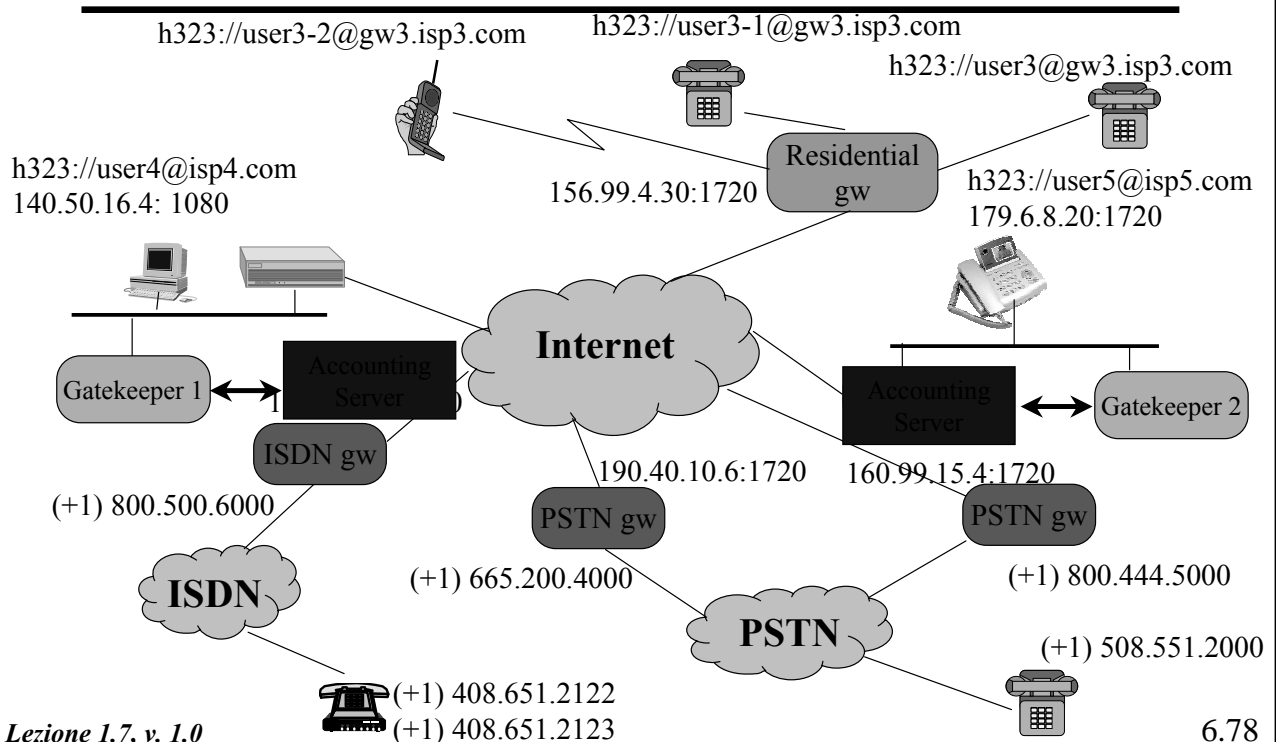 h323://user3-2@gw3.isp3.com
h323://user3-1@gw3.isp3.com
h323://user3@gw3.isp3.com
Residential
gw
156.99.4.30:1720
h323://user4@isp4.com
140.50.16.4: 1080
h323://user5@isp5.com
179.6.8.20:1720
Internet
Gatekeeper 1
Accounting
Server
Accounting
Server
Gatekeeper 2
ISDN gw
190.40.10.6:1720
160.99.15.4:1720
(+1) 800.500.6000
PSTN gw
PSTN gw
(+1) 665.200.4000
(+1) 800.444.5000
ISDN
PSTN
(+1) 508.551.2000
(+1) 408.651.2122
(+1) 408.651.2123
Lezione 1.7, v. 1.0
6.78